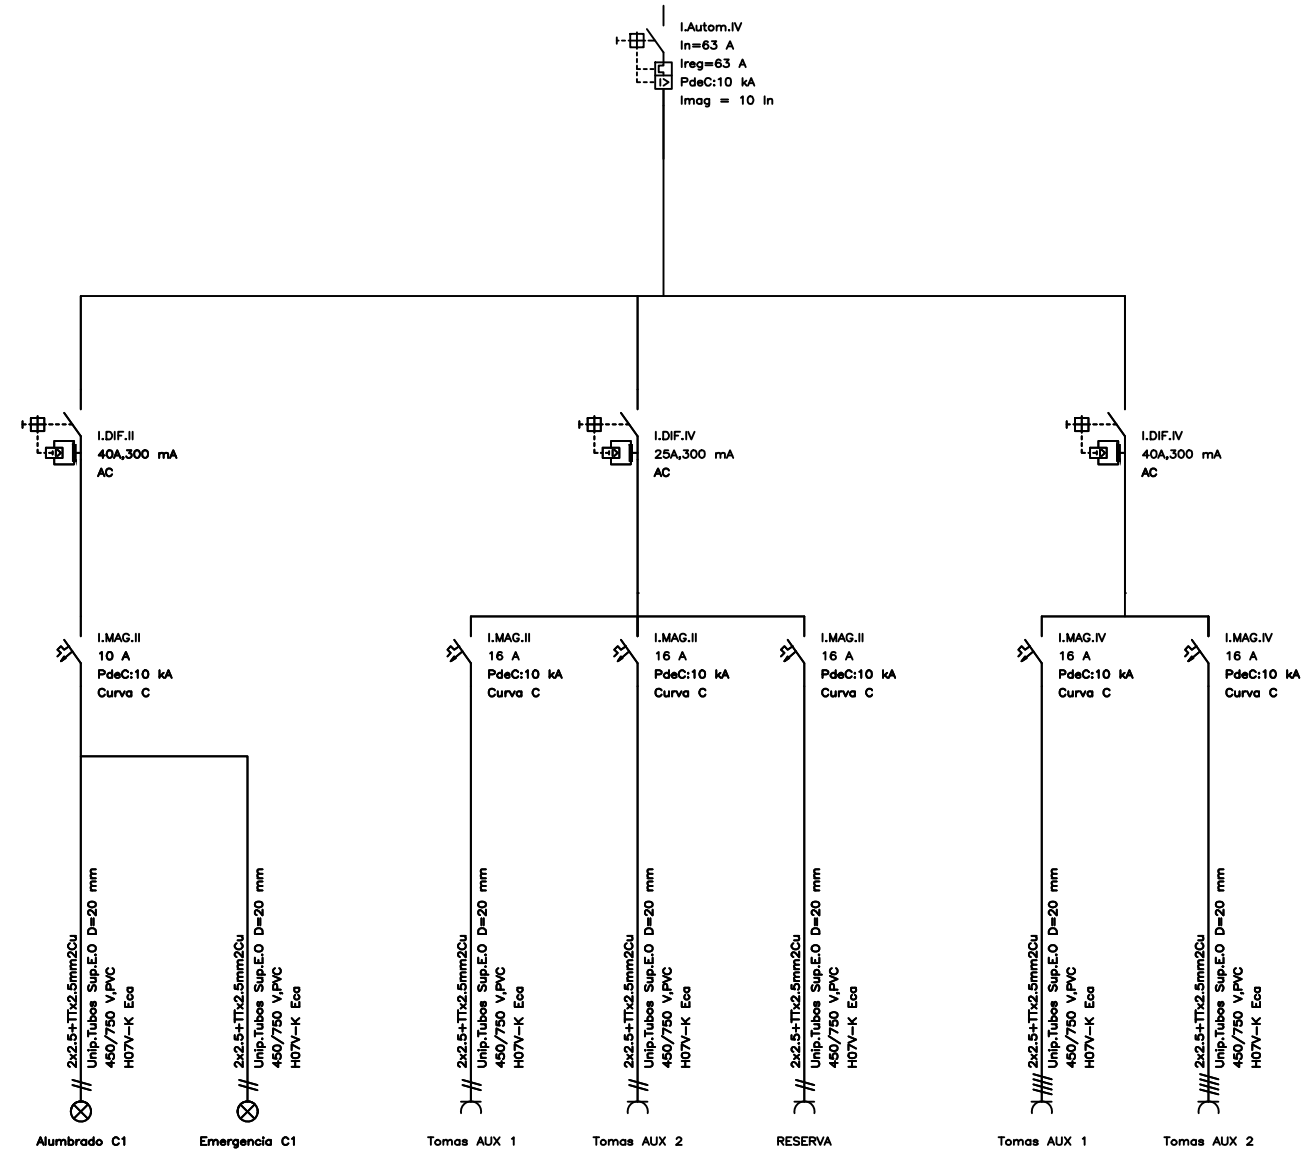 I.Autom.IV
In=63 A
Ireg=63 A
PdeC:10 kA
Imag = 10 In
I>
I.DIF.II
40A,300 mA
AC
I.DIF.IV
25A,300 mA
AC
I.DIF.IV
40A,300 mA
AC
I.MAG.II
10 A
PdeC:10 kA
Curva C
I.MAG.II
16 A
PdeC:10 kA
Curva C
I.MAG.II
16 A
PdeC:10 kA
Curva C
I.MAG.II
16 A
PdeC:10 kA
Curva C
I.MAG.IV
16 A
PdeC:10 kA
Curva C
I.MAG.IV
16 A
PdeC:10 kA
Curva C
2x2.5+TTx2.5mm2Cu
Unip.Tubos Sup.E.O D=20 mm
450/750 V,PVC
H07V-K Eca
2x2.5+TTx2.5mm2Cu
Unip.Tubos Sup.E.O D=20 mm
450/750 V,PVC
H07V-K Eca
2x2.5+TTx2.5mm2Cu
Unip.Tubos Sup.E.O D=20 mm
450/750 V,PVC
H07V-K Eca
2x2.5+TTx2.5mm2Cu
Unip.Tubos Sup.E.O D=20 mm
450/750 V,PVC
H07V-K Eca
2x2.5+TTx2.5mm2Cu
Unip.Tubos Sup.E.O D=20 mm
450/750 V,PVC
H07V-K Eca
4x2.5+TTx2.5mm2Cu
Unip.Tubos Sup.E.O D=20 mm
450/750 V,PVC
H07V-K Eca
2x2.5+TTx2.5mm2Cu
Unip.Tubos Sup.E.O D=20 mm
450/750 V,PVC
H07V-K Eca
Alumbrado C1
Emergencia C1
Tomas AUX 1
Tomas AUX 2
RESERVA
Tomas AUX 1
Tomas AUX 2